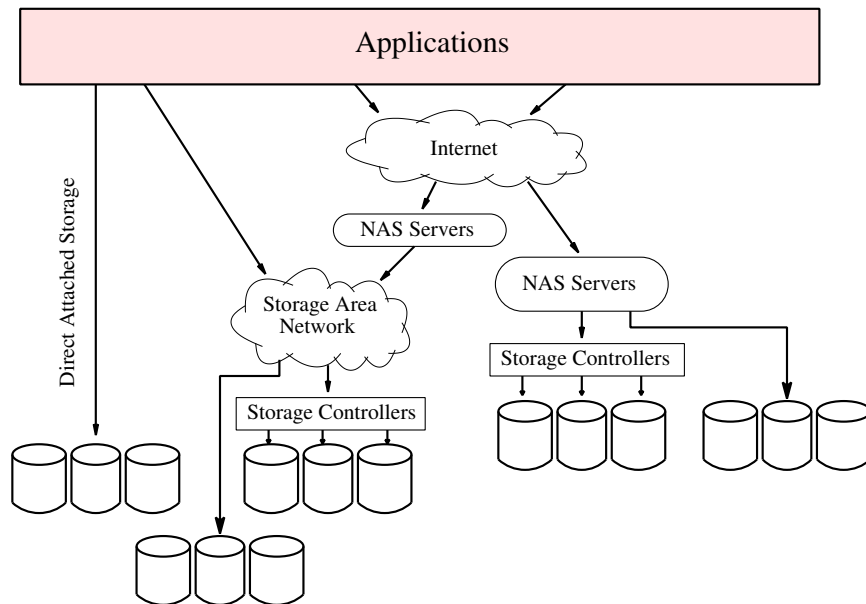 Applications
Internet
Direct Attached Storage
NAS Servers
NAS Servers
Storage Area
Network
Storage Controllers
Storage Controllers